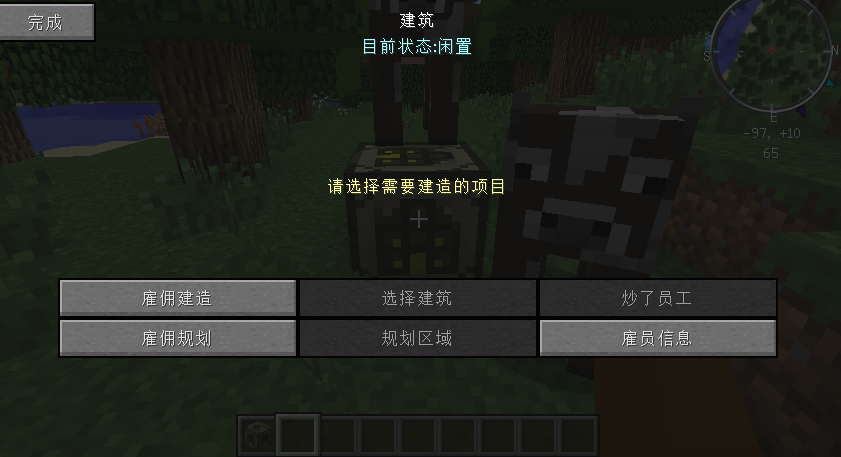 完成
建筑
目前状态:闲置
S
N
E
-97, +10
65
请选择需要建造的项目
雇佣建造
选择建筑
炒了员工
雇佣规划
规划区域
雇员信息